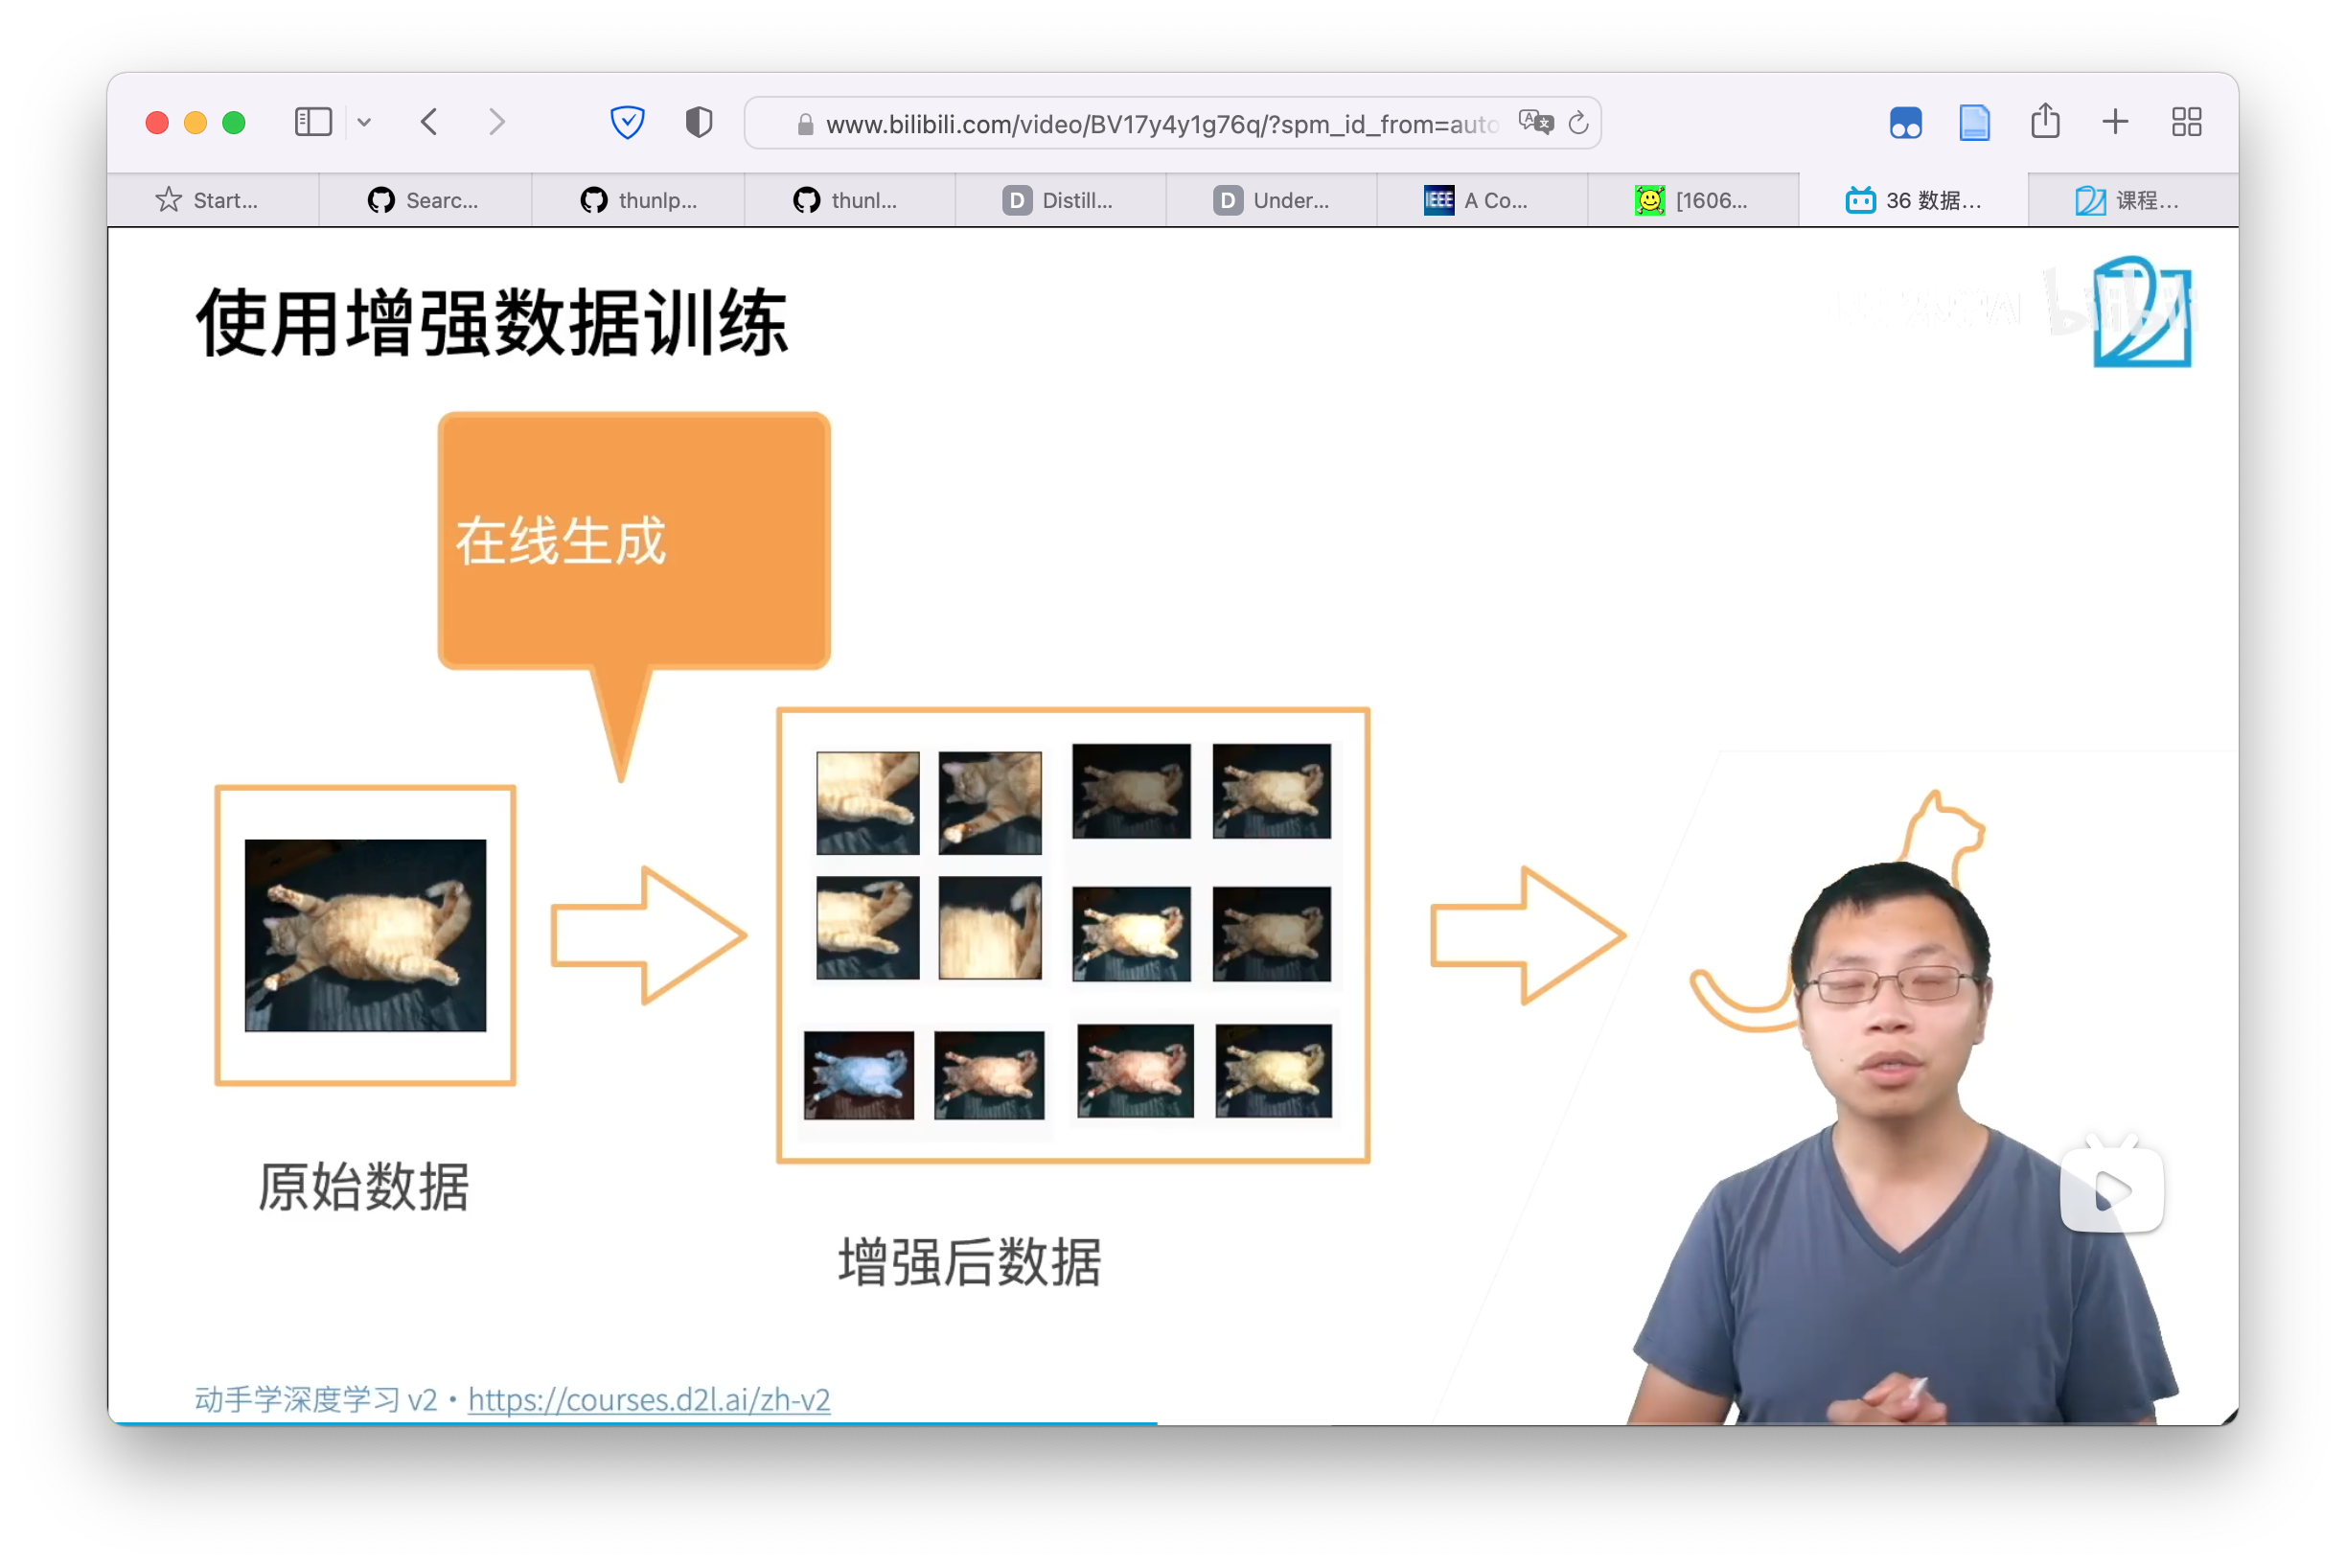 www.bilibili.com/video/BV17y4y1g76q/?spm_id_from=auto
Start...
Searc...
thunlp...
thunl...
D Distill...
D Under...
IEEE A Co...
[1606...
36 数据...
课程...
使用增强数据训练
bilibili
在线生成
原始数据
增强后数据
动手学深度学习 v2 • https://courses.d2l.ai/zh-v2